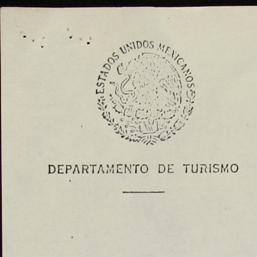 ESTADOS UNIDOS MEXICANOS
DEPARTAMENTO DE TURISMO